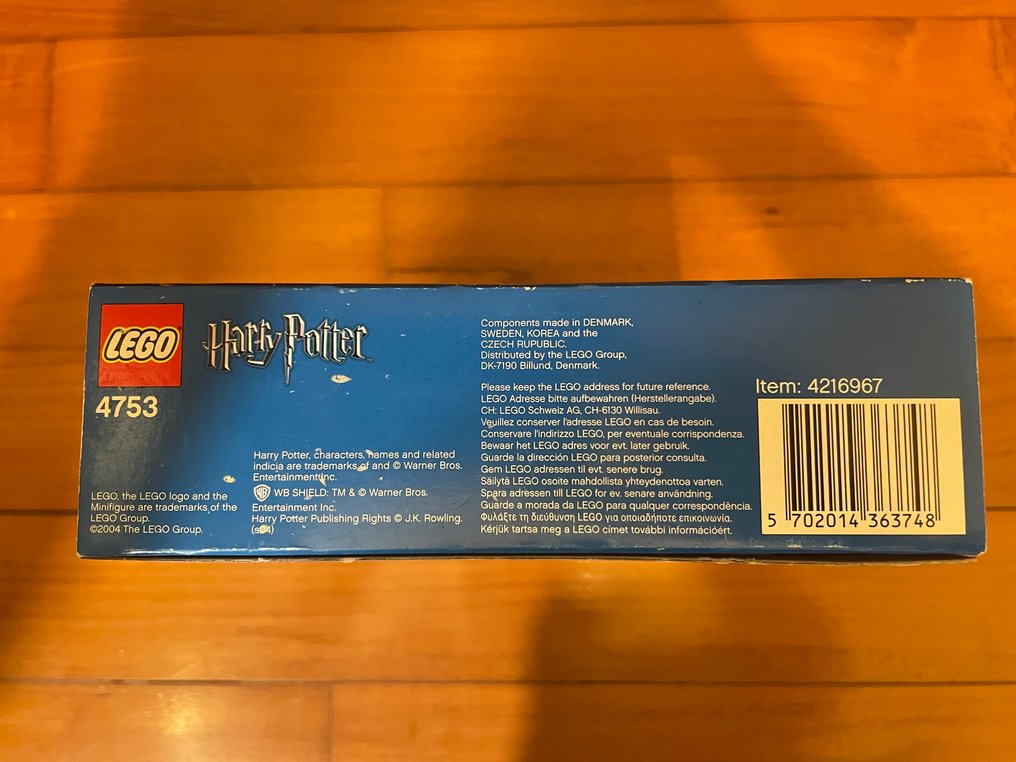 LEGO
Harry Potter™
4753
LEGO, the LEGO logo and the
Minifigure are trademarks of the
LEGO Group.
©2004 The LEGO Group.
Harry Potter, characters, names and related
indicia are trademarks of and © Warner Bros.
Entertainment Inc.
WB SHIELD: TM & © Warner Bros.
Entertainment Inc.
Harry Potter Publishing Rights © J.K. Rowling.
(s04)
Components made in DENMARK,
SWEDEN, KOREA and the
CZECH RUPUBLIC.
Distributed by the LEGO Group,
DK-7190 Billund, Denmark.
Please keep the LEGO address for future reference.
LEGO Adresse bitte aufbewahren (Herstellerangabe).
CH: LEGO Schweiz AG, CH-6130 Willisau.
Veuillez conserver l'adresse LEGO en cas de besoin.
Conservare l'indirizzo LEGO, per eventuale corrispondenza.
Bewaar het LEGO adres voor evt. later gebruik.
Guarde la dirección LEGO para posterior consulta.
Gem LEGO adressen til evt. senere brug.
Säilytä LEGO osoite mahdollista yhteydenottoa varten.
Spara adressen till LEGO for ev. senare användning.
Guarde a morada da LEGO para qualquer correspondência.
Φυλάξτε τη διεύθυνση LEGO για οποιαδήποτε επικοινωνία.
Kérjük tartsa meg a LEGO címet további információért.
Item: 4216967
5 702014 363748